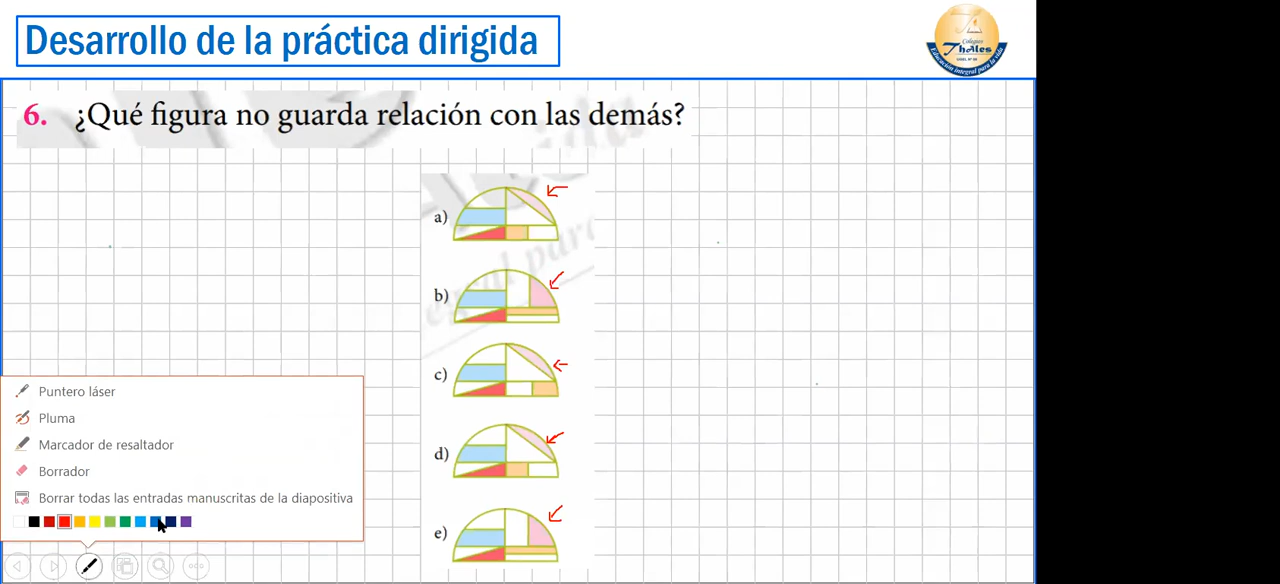 Desarrollo de la práctica dirigida
Colegio
Thales
Educación integral para la vida
6. ¿Qué figura no guarda relación con las demás?
a)
b)
c)
d)
e)
Puntero láser
Pluma
Marcador de resaltador
Borrador
Borrar todas las entradas manuscritas de la diapositiva